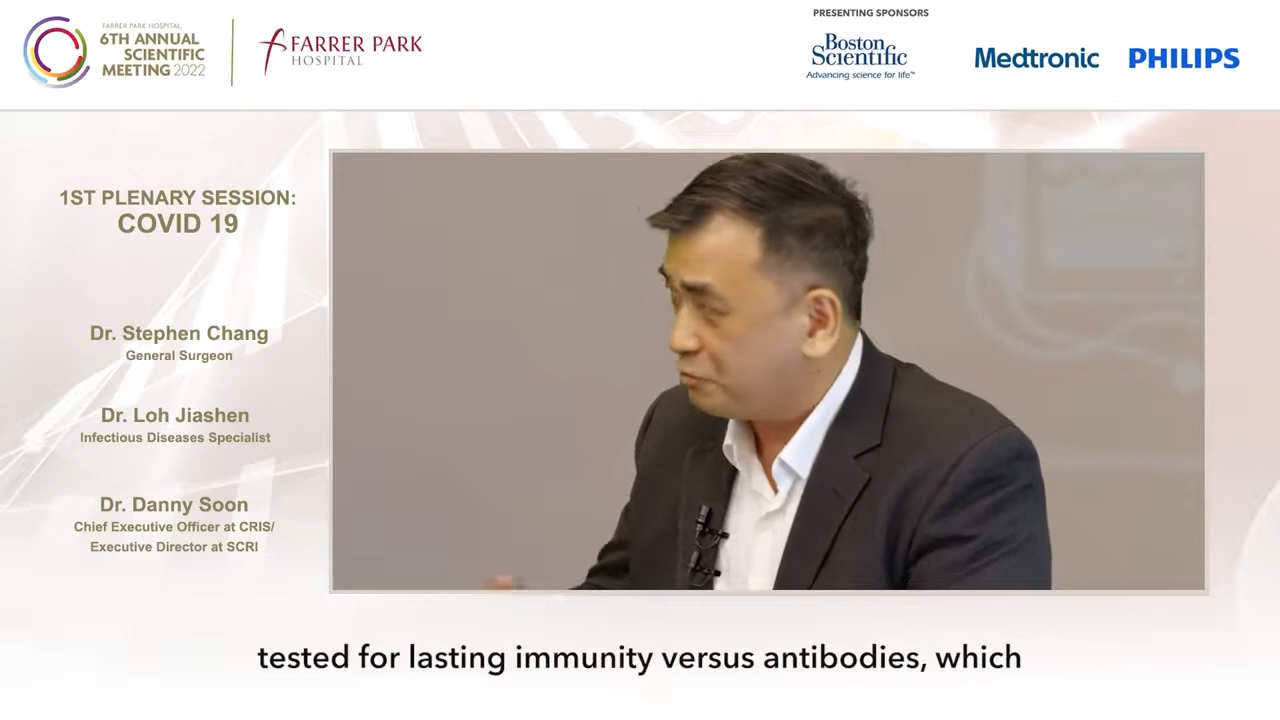 FARRER PARK HOSPITAL
6TH ANNUAL
SCIENTIFIC
MEETING 2022
FARRER PARK
HOSPITAL
PRESENTING SPONSORS
Boston
Scientific
Advancing science for life™
Medtronic
PHILIPS
1ST PLENARY SESSION:
COVID 19
Dr. Stephen Chang
General Surgeon
Dr. Loh Jiashen
Infectious Diseases Specialist
Dr. Danny Soon
Chief Executive Officer at CRIS/
Executive Director at SCRI
tested for lasting immunity versus antibodies, which